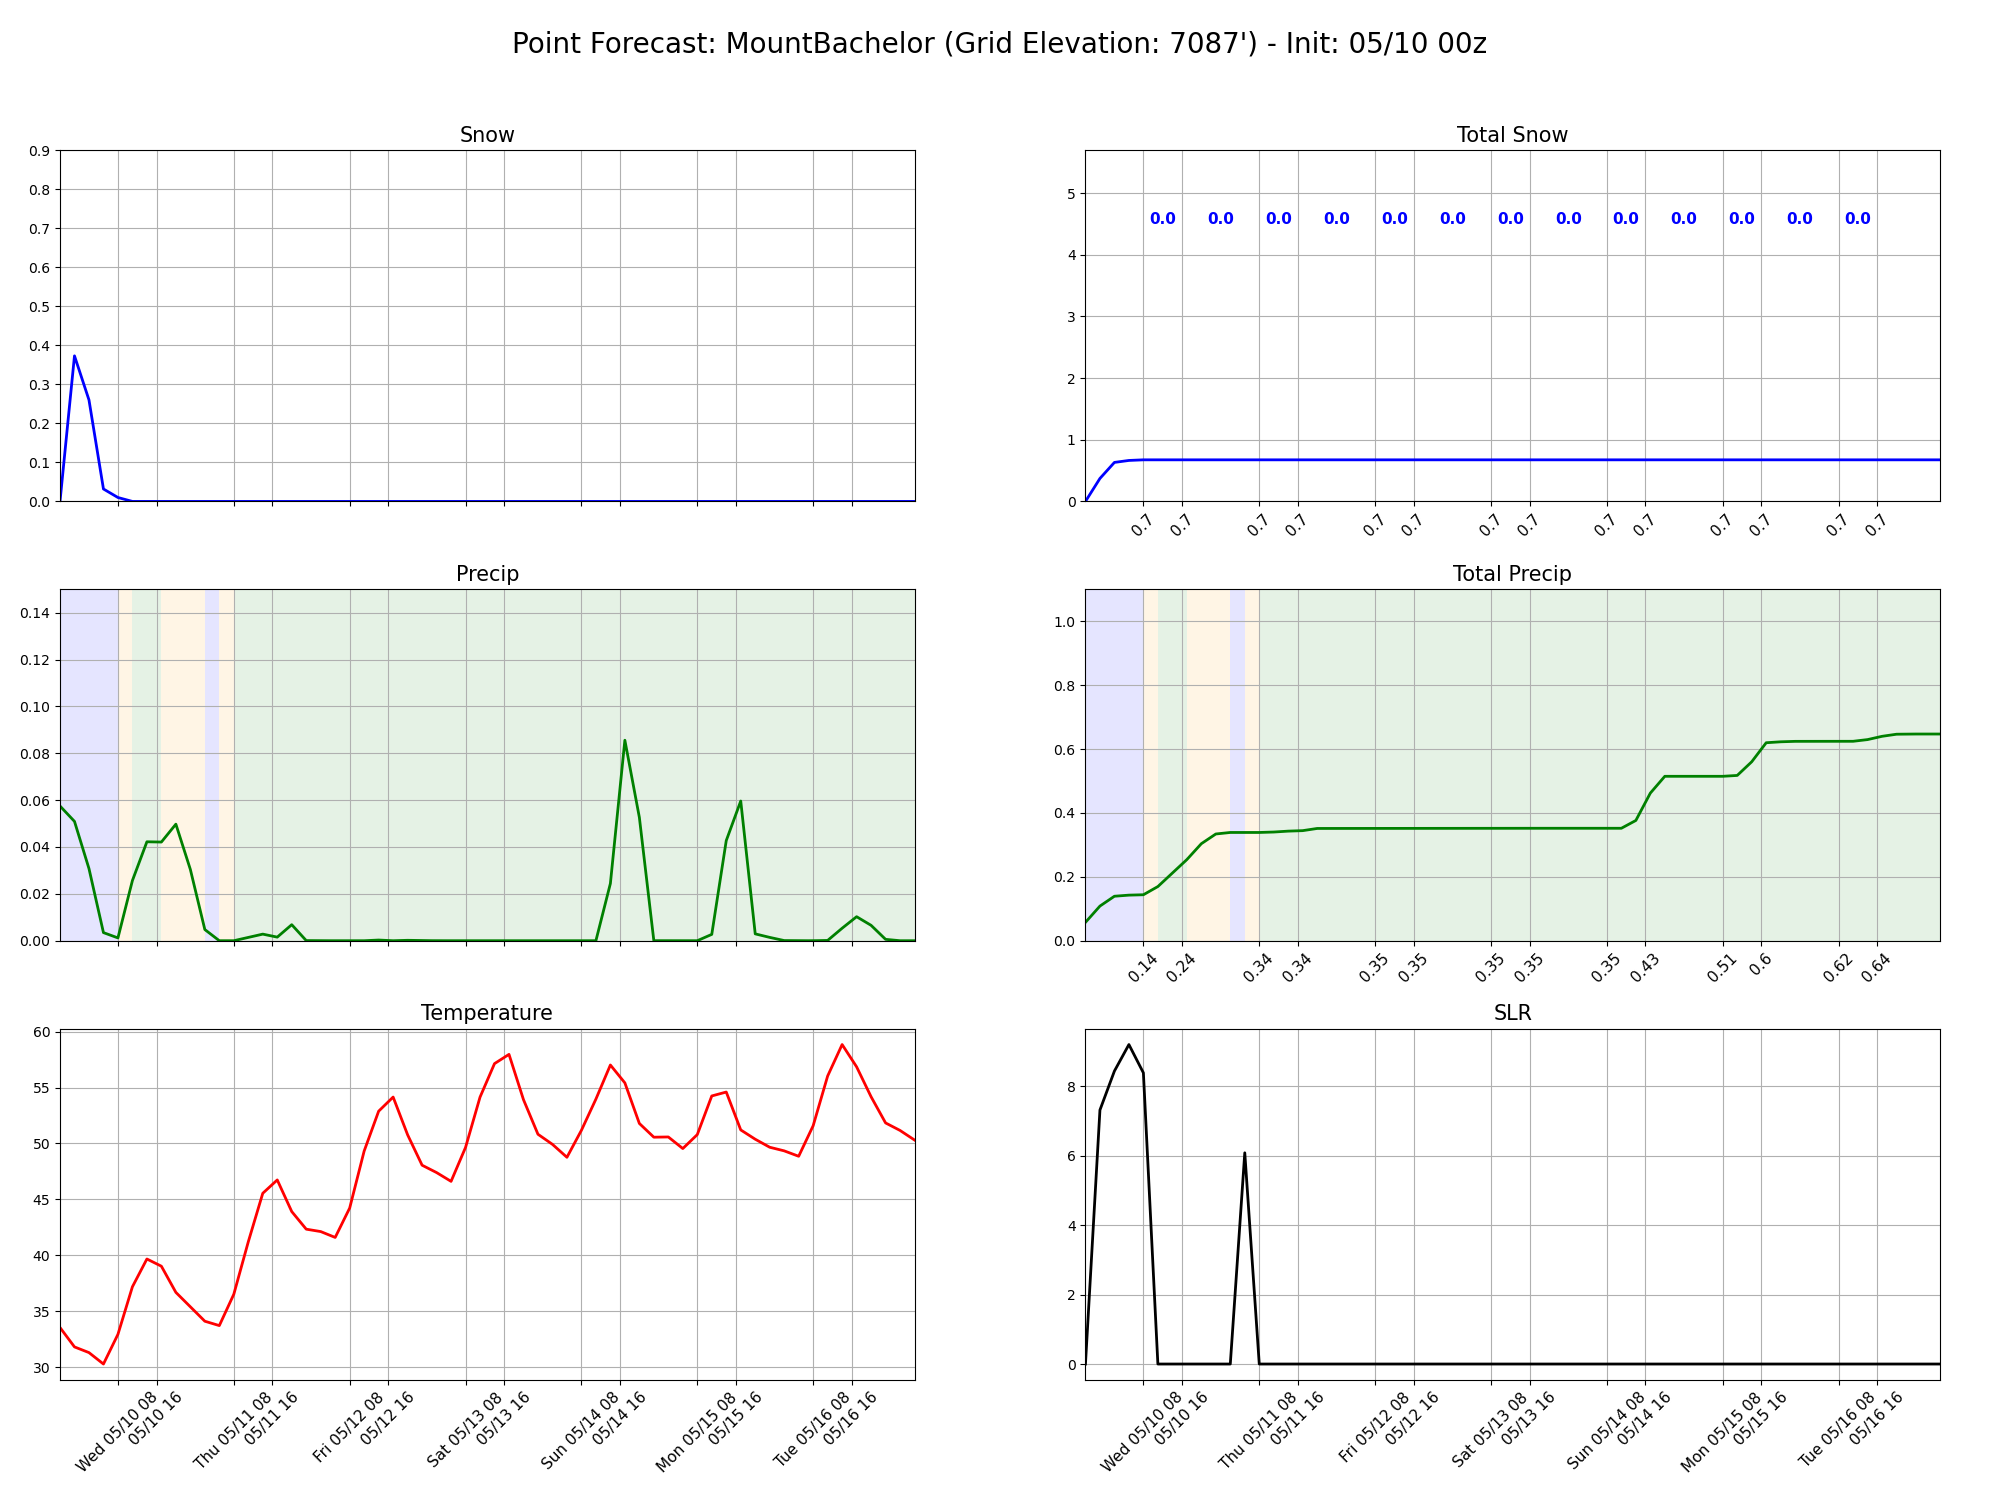 Point Forecast: MountBachelor (Grid Elevation: 7087') - Init: 05/10 00z
Snow
0.9
0.8
0.7
0.6
0.5
0.4
0.3
0.2
0.1
0.0
Total Snow
5
4
3
2
1
0
0.0 0.0 0.0 0.0 0.0 0.0 0.0 0.0 0.0 0.0 0.0 0.0 0.0
0.7 0.7 0.7 0.7 0.7 0.7 0.7 0.7 0.7 0.7 0.7 0.7 0.7 0.7
Precip
0.14
0.12
0.10
0.08
0.06
0.04
0.02
0.00
Total Precip
1.0
0.8
0.6
0.4
0.2
0.0
0.14 0.24 0.34 0.34 0.35 0.35 0.35 0.35 0.35 0.43 0.51 0.6 0.62 0.64
Temperature
60
55
50
45
40
35
30
Wed 05/10 08
05/10 16
Thu 05/11 08
05/11 16
Fri 05/12 08
05/12 16
Sat 05/13 08
05/13 16
Sun 05/14 08
05/14 16
Mon 05/15 08
05/15 16
Tue 05/16 08
05/16 16
SLR
8
6
4
2
0
Wed 05/10 08
05/10 16
Thu 05/11 08
05/11 16
Fri 05/12 08
05/12 16
Sat 05/13 08
05/13 16
Sun 05/14 08
05/14 16
Mon 05/15 08
05/15 16
Tue 05/16 08
05/16 16